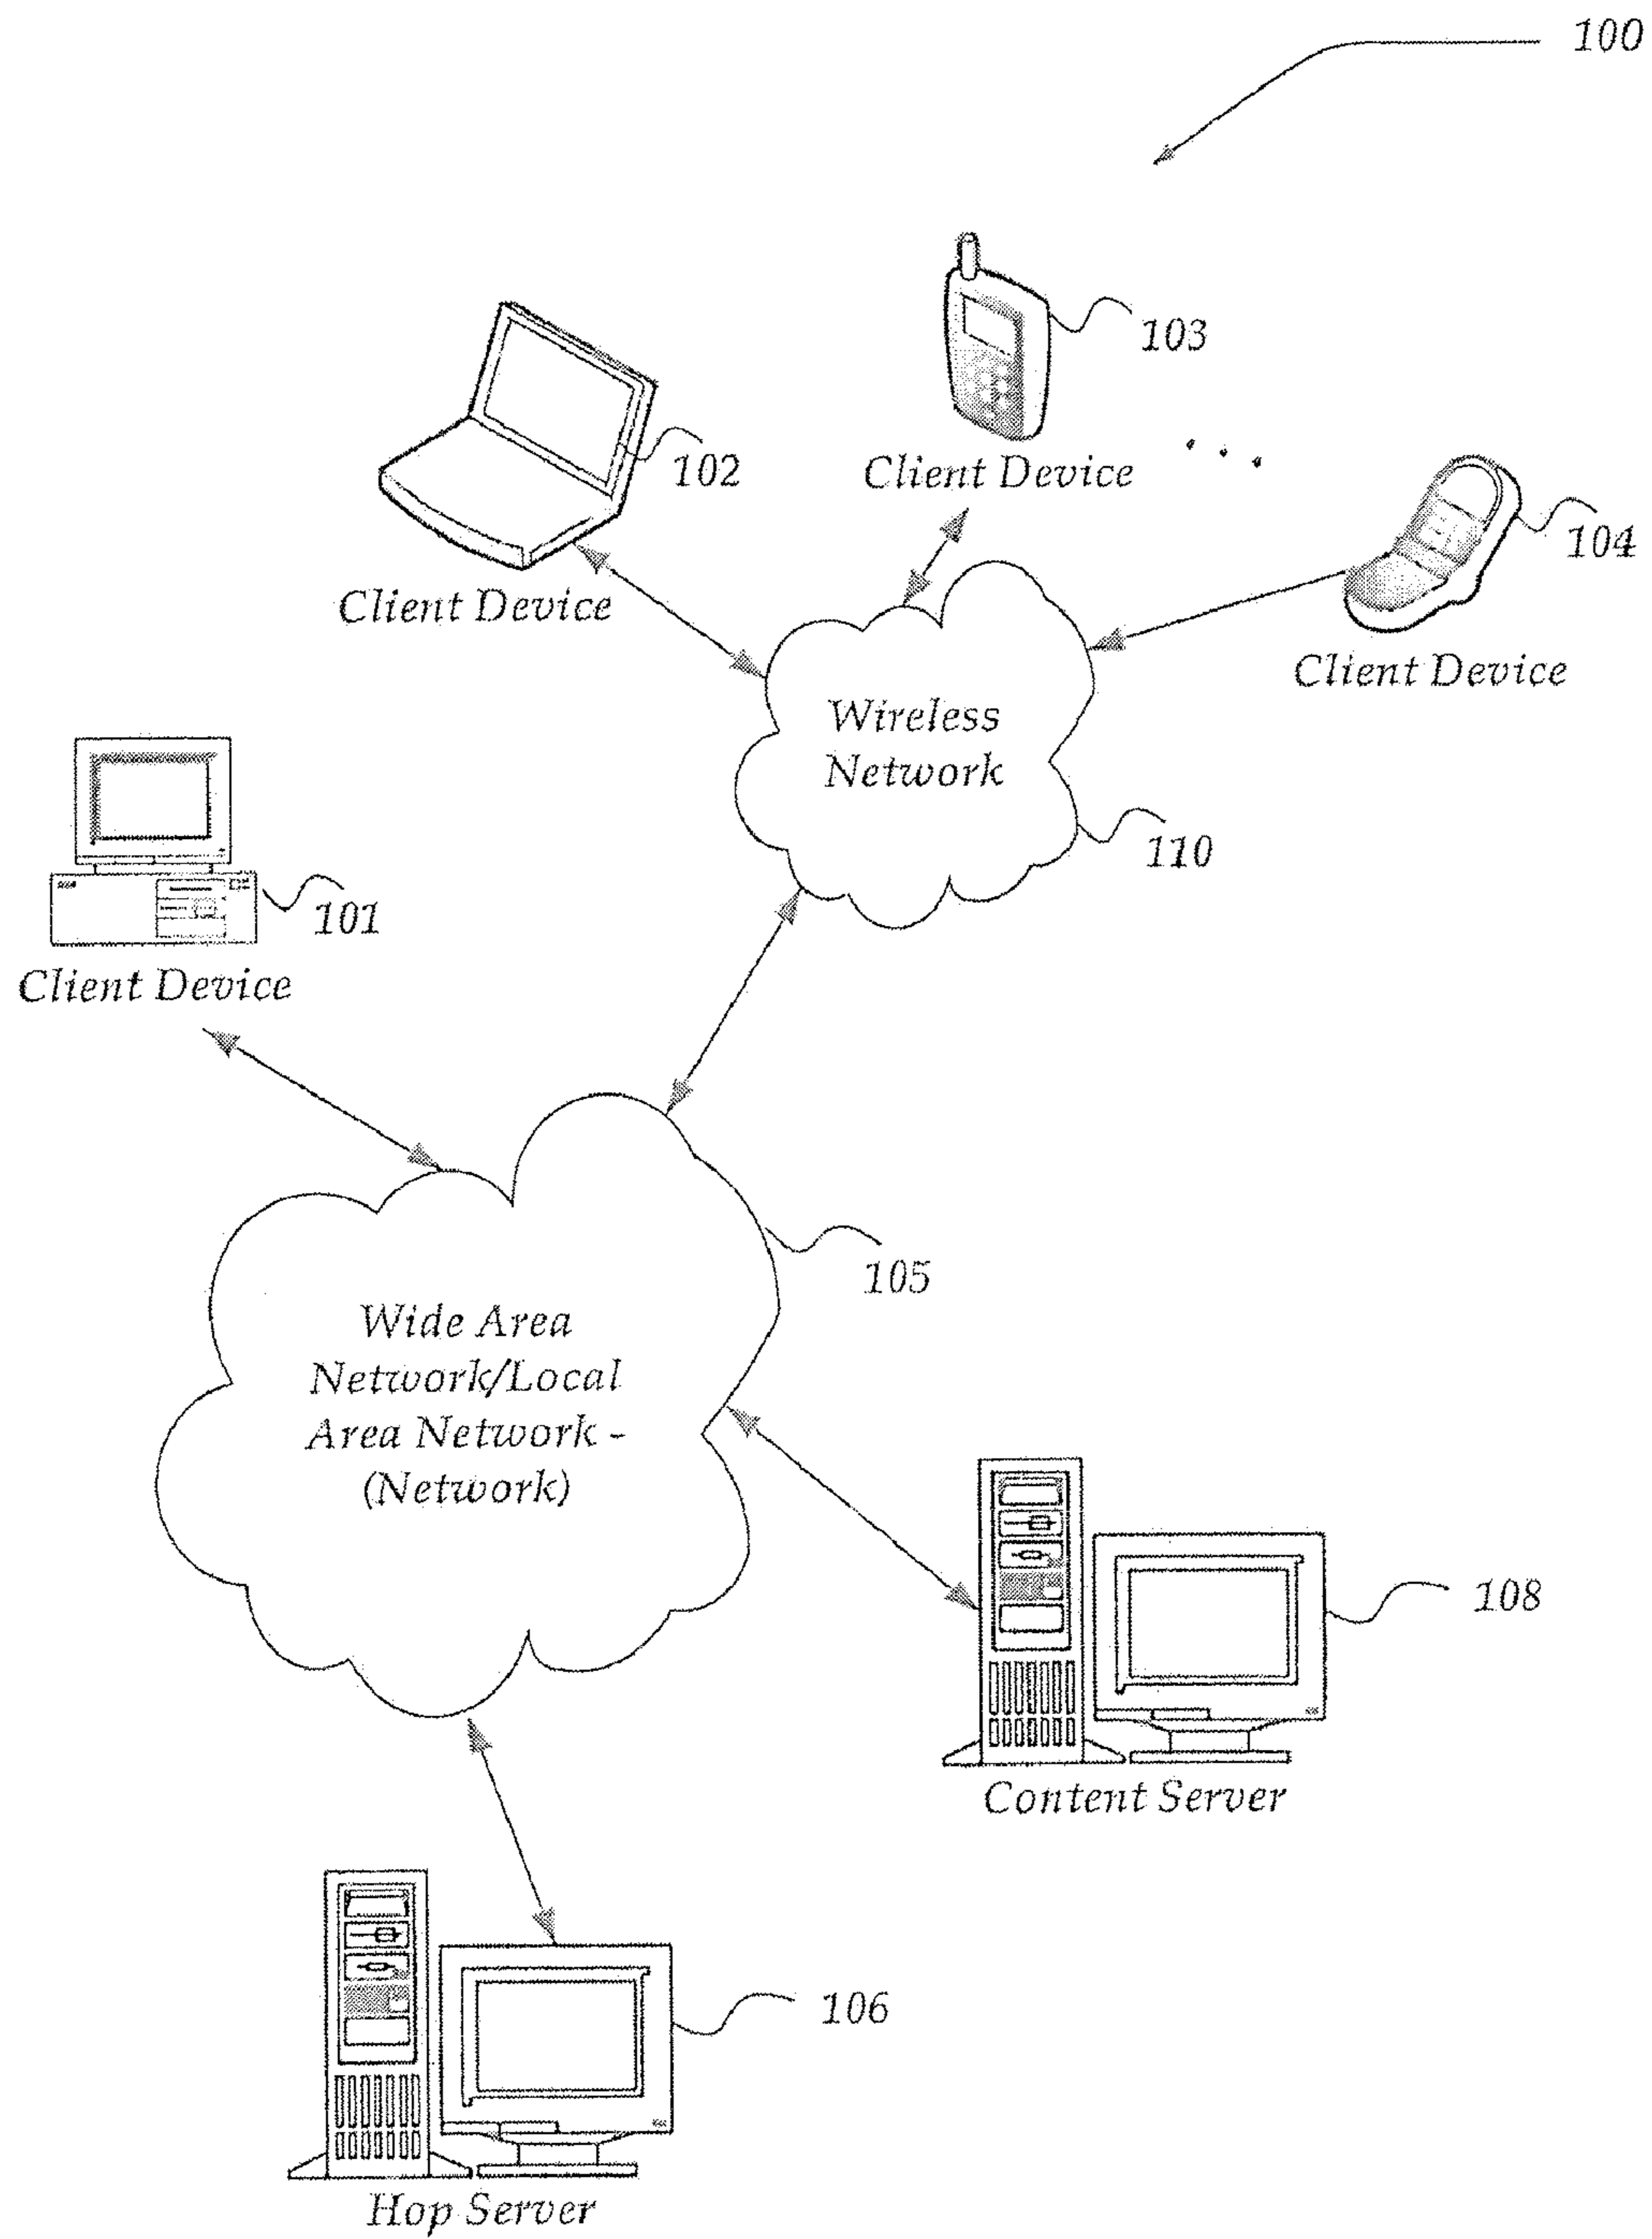 100
103
102
Client Device
104
Client Device
Client Device
Wireless
Network
110
101
Client Device
105
Wide Area
Network/Local
Area Network -
(Network)
108
Content Server
106
Hop Server